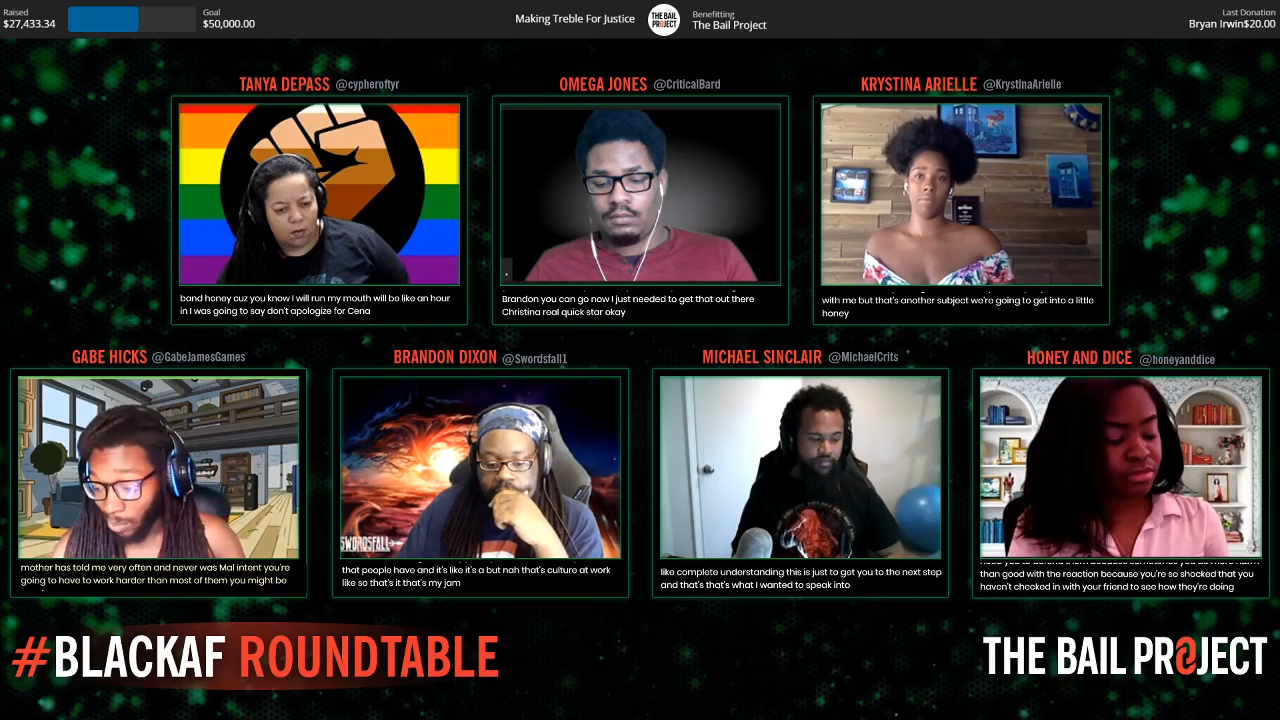 Raised
$27,433.34
Goal
$50,000.00
Making Treble For Justice
THE BAIL
PROJECT
Benefitting
The Bail Project
Last Donation
Bryan Irwin$20.00
TANYA DEPASS @cypheroftyr
OMEGA JONES @CriticalBard
KRYSTINA ARIELLE @KrystinaArielle
band honey cuz you know I will run my mouth will be like an hour
in I was going to say don't apologize for Cena
Brandon you can go now I just needed to get that out there
Christina real quick star okay
with me but that's another subject we're going to get into a little
honey
GABE HICKS @GabeJamesGames
BRANDON DIXON @Swordsfall1
MICHAEL SINCLAIR @MichaelCrits
HONEY AND DICE @honeyanddice
SWORDSFALL
mother has told me very often and never was Mal intent you're
going to have to work harder than most of them you might be
that people have and it's like it's a but nah that's culture at work
like so that's it that's my jam
like complete understanding this is just to get you to the next step
and that's that's what I wanted to speak into
than good with the reaction because you're so shocked that you
haven't checked in with your friend to see how they're doing
#BLACKAF ROUNDTABLE
THE BAIL PROJECT